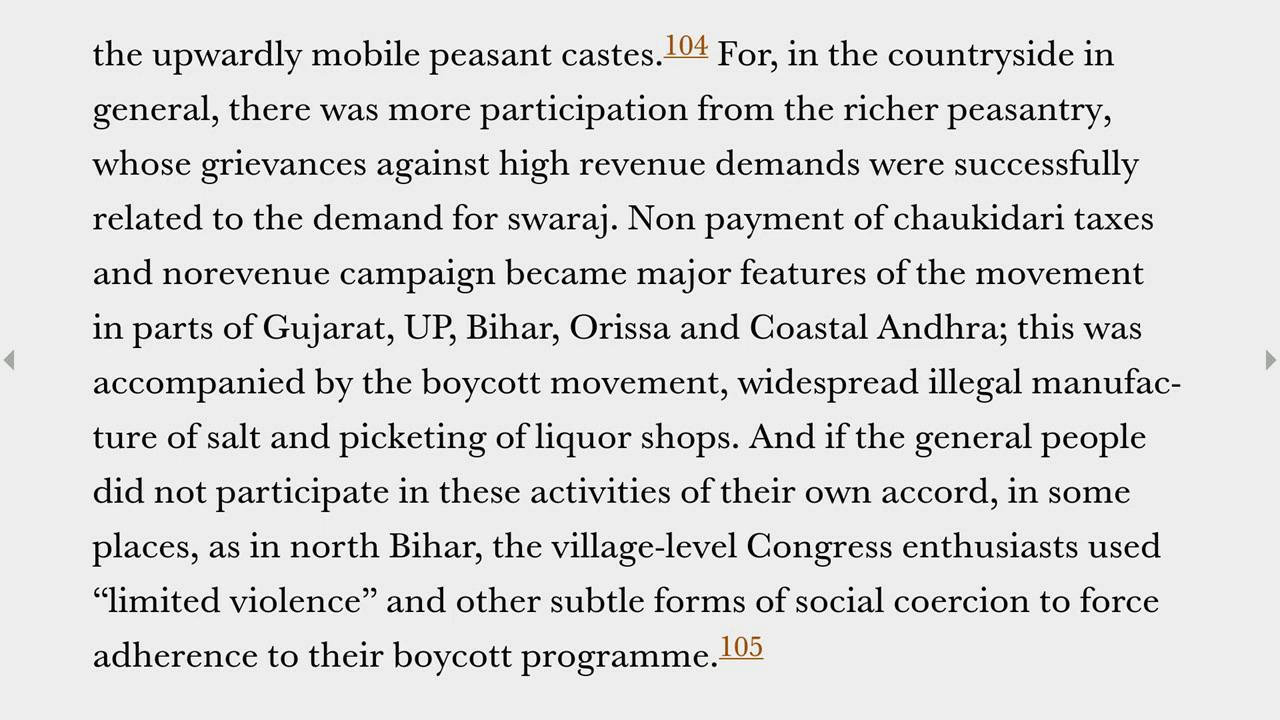 the upwardly mobile peasant castes.104 For, in the countryside in
general, there was more participation from the richer peasantry,
whose grievances against high revenue demands were successfully
related to the demand for swaraj. Non payment of chaukidari taxes
and norevenue campaign became major features of the movement
in parts of Gujarat, UP, Bihar, Orissa and Coastal Andhra; this was
accompanied by the boycott movement, widespread illegal manufac-
ture of salt and picketing of liquor shops. And if the general people
did not participate in these activities of their own accord, in some
places, as in north Bihar, the village-level Congress enthusiasts used
“limited violence” and other subtle forms of social coercion to force
adherence to their boycott programme.105